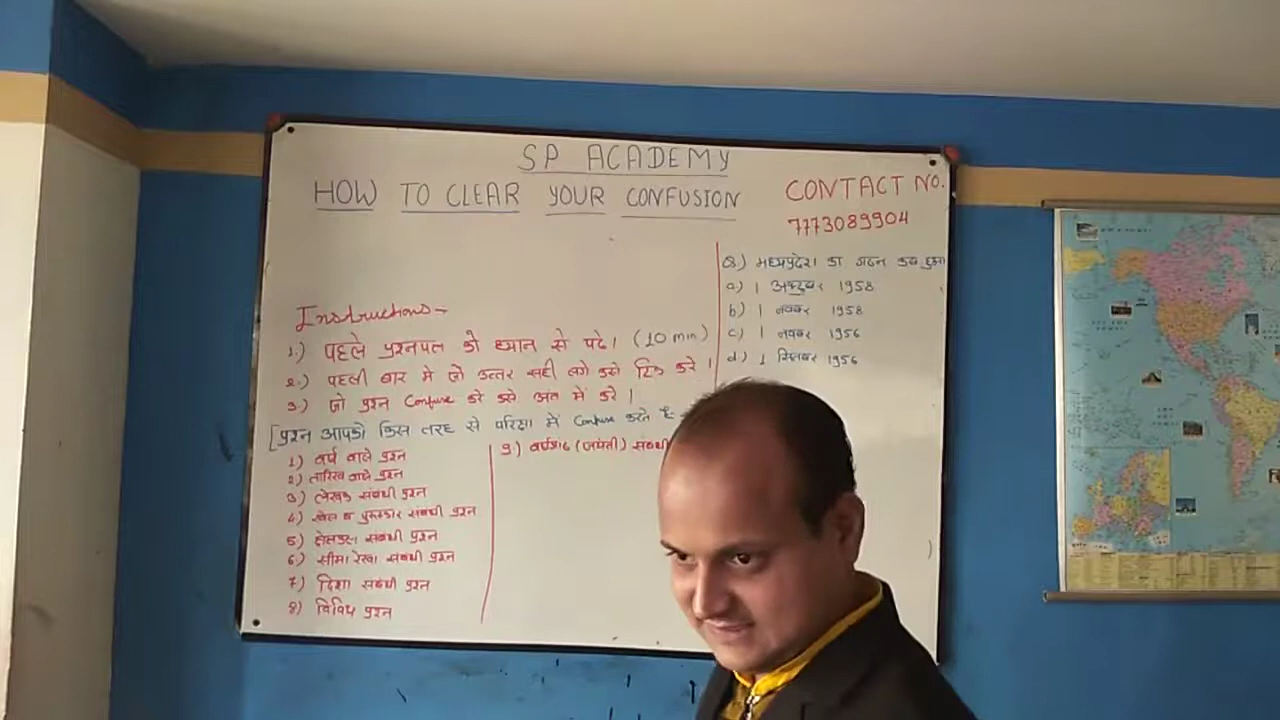 SP ACADEMY
HOW TO CLEAR YOUR CONFUSION
CONTACT NO.
7773089904
Instructions:-
1.) पहले प्रश्नपत्र को ध्यान से पढे। (10 min)
2.) पहली बार मे जो उत्तर सही लगे उसे टिक करे।
3.) जो प्रश्न Confuse करे उसे अंत में करे।
[प्रश्न आपको किस तरह से परिक्षा में Confuse करते है
1) वर्ष वाले प्रश्न
2) तारिख वाले प्रश्न
3) लेखक संबंधी प्रश्न
4) खेल व पुरूस्कार संबंधी प्रश्न
5) क्षेत्रफल संबंधी प्रश्न
6) सीमा रेखा संबंधी प्रश्न
7) दिशा संबंधी प्रश्न
8) विविध प्रश्न
9.) वर्षगाठ (जयंती) संबंधी
Q.) मध्यप्रदेश का गठन कब हुआ
a) 1 अक्टूबर 1958
b) 1 नवम्बर 1958
c) 1 नवम्बर 1956
d) 1 दिसम्बर 1956